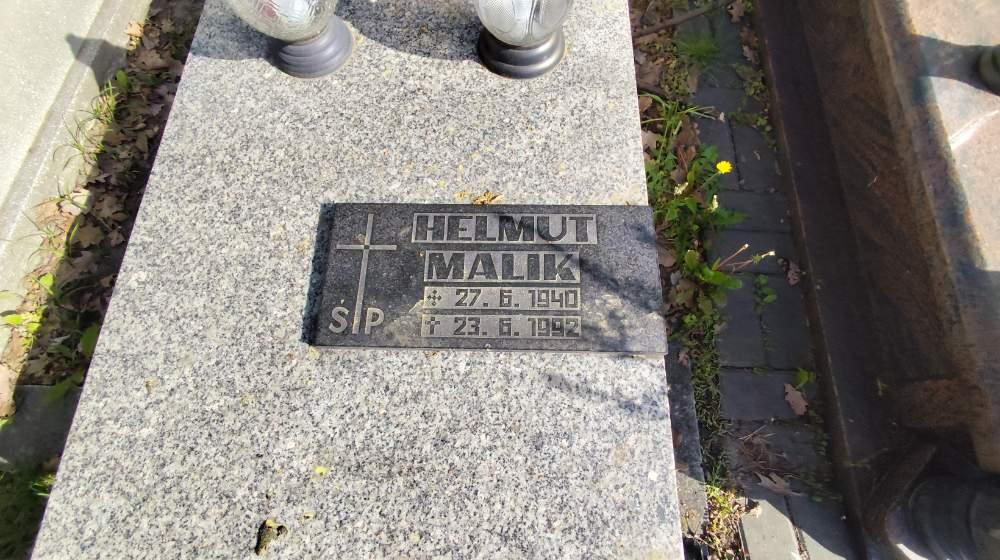 HELMUT
MALIK
27. 6. 1940
✝ 23. 6. 1992
Ś P